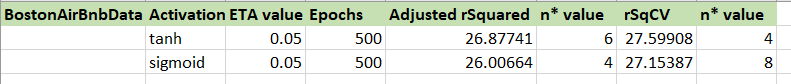 BostonAirBnbData Activation ETA value Epochs Adjusted rSquared n* value rSqCV n* value
tanh 0.05 500 26.87741 6 27.59908 4
sigmoid 0.05 500 26.00664 4 27.15387 8